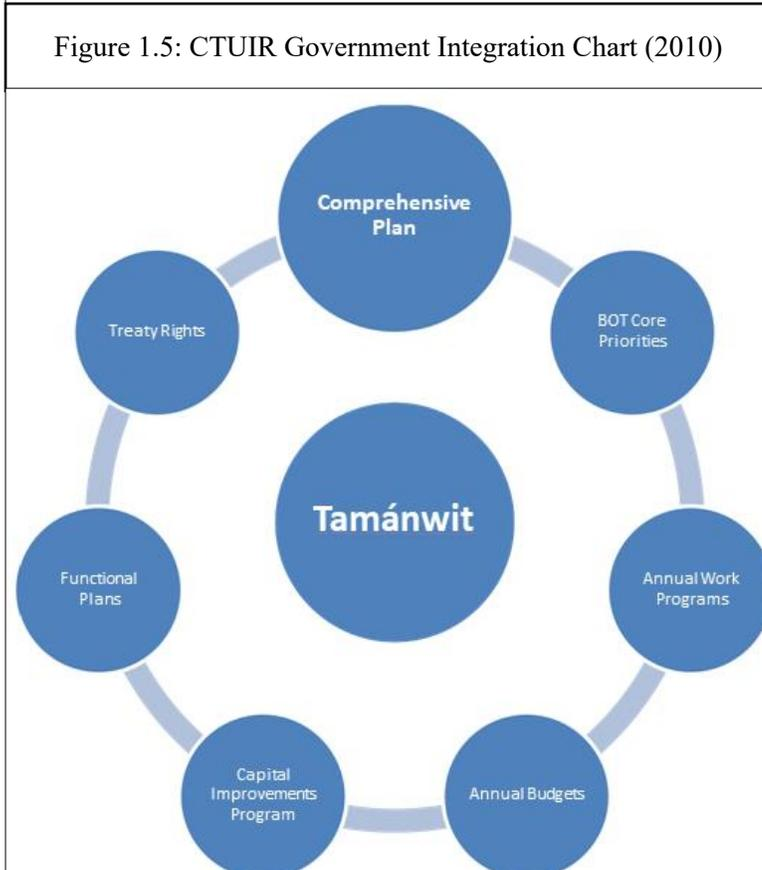 Figure 1.5: CTUIR Government Integration Chart (2010)
Comprehensive
Plan
Treaty Rights
BOT Core
Priorities
Tamánwit
Functional
Plans
Annual Work
Programs
Capital
Improvements
Program
Annual Budgets